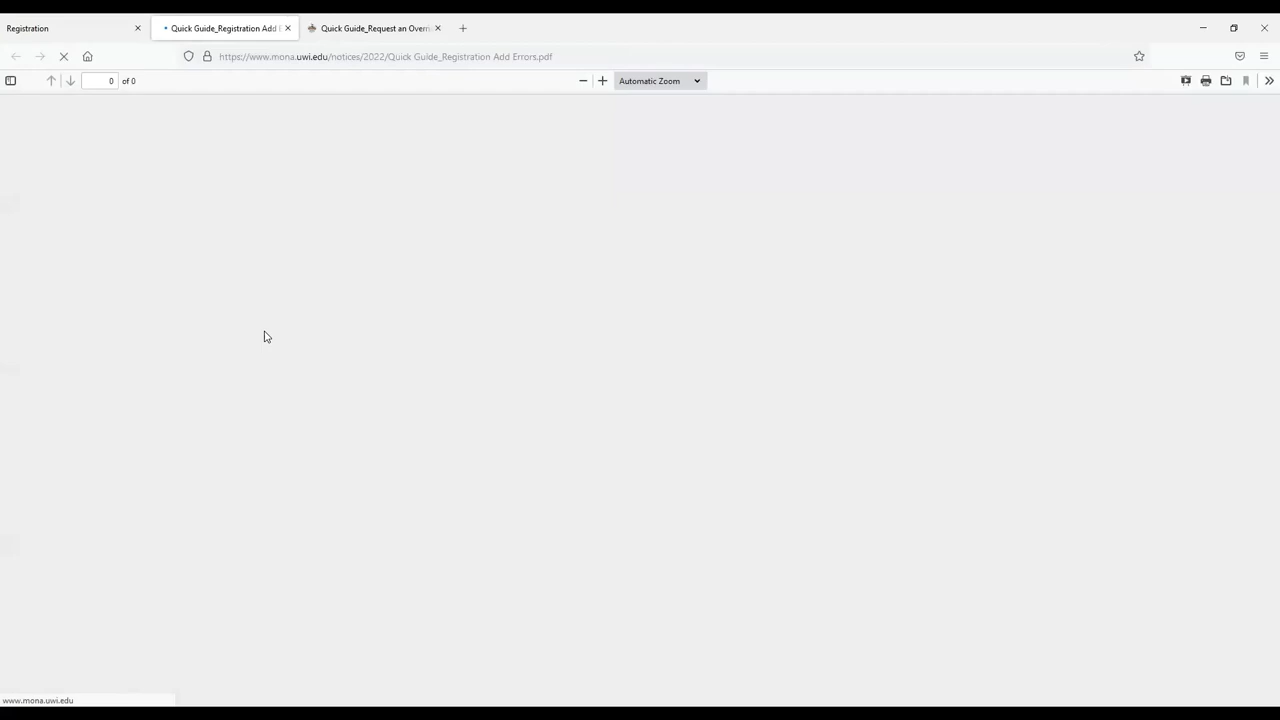 Registration
Quick Guide_Registration Add E
Quick Guide_Request an Overri
https://www.mona.uwi.edu/notices/2022/Quick Guide_Registration Add Errors.pdf
0 of 0
Automatic Zoom
www.mona.uwi.edu